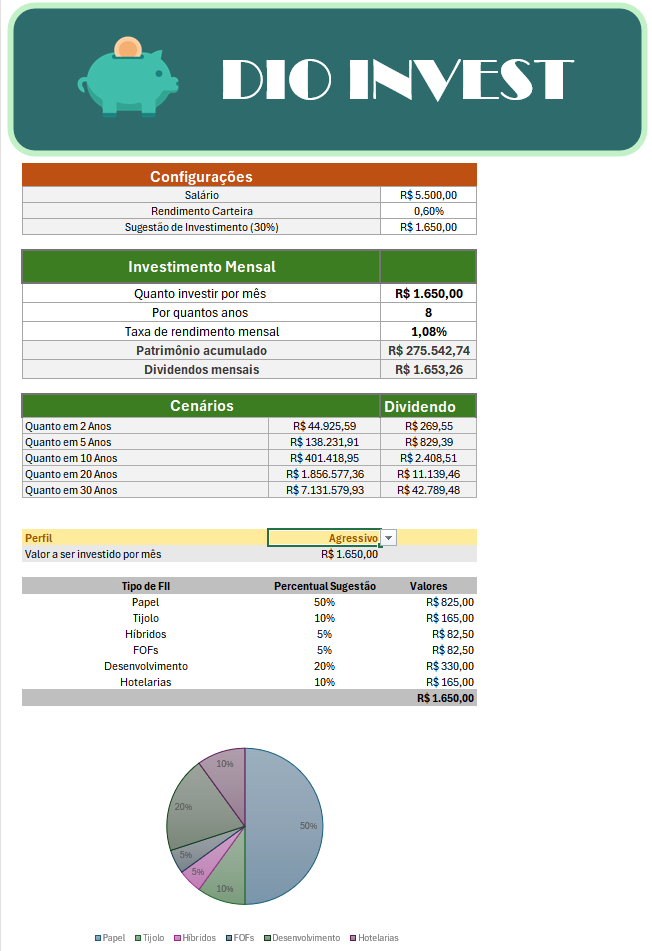 DIO INVEST
Configurações
Salário R$ 5.500,00
Rendimento Carteira 0,60%
Sugestão de Investimento (30%) R$ 1.650,00
Investimento Mensal
Quanto investir por mês R$ 1.650,00
Por quantos anos 8
Taxa de rendimento mensal 1,08%
Patrimônio acumulado R$ 275.542,74
Dividendos mensais R$ 1.653,26
Cenários Dividendo
Quanto em 2 Anos R$ 44.925,59 R$ 269,55
Quanto em 5 Anos R$ 138.231,91 R$ 829,39
Quanto em 10 Anos R$ 401.418,95 R$ 2.408,51
Quanto em 20 Anos R$ 1.856.577,36 R$ 11.139,46
Quanto em 30 Anos R$ 7.131.579,93 R$ 42.789,48
Perfil Agressivo
Valor a ser investido por mês R$ 1.650,00
Tipo de FII Percentual Sugestão Valores
Papel 50% R$ 825,00
Tijolo 10% R$ 165,00
Híbridos 5% R$ 82,50
FOFs 5% R$ 82,50
Desenvolvimento 20% R$ 330,00
Hotelarias 10% R$ 165,00
R$ 1.650,00
10%
20%
50%
5%
5%
10%
Papel Tijolo Híbridos FOFs Desenvolvimento Hotelarias